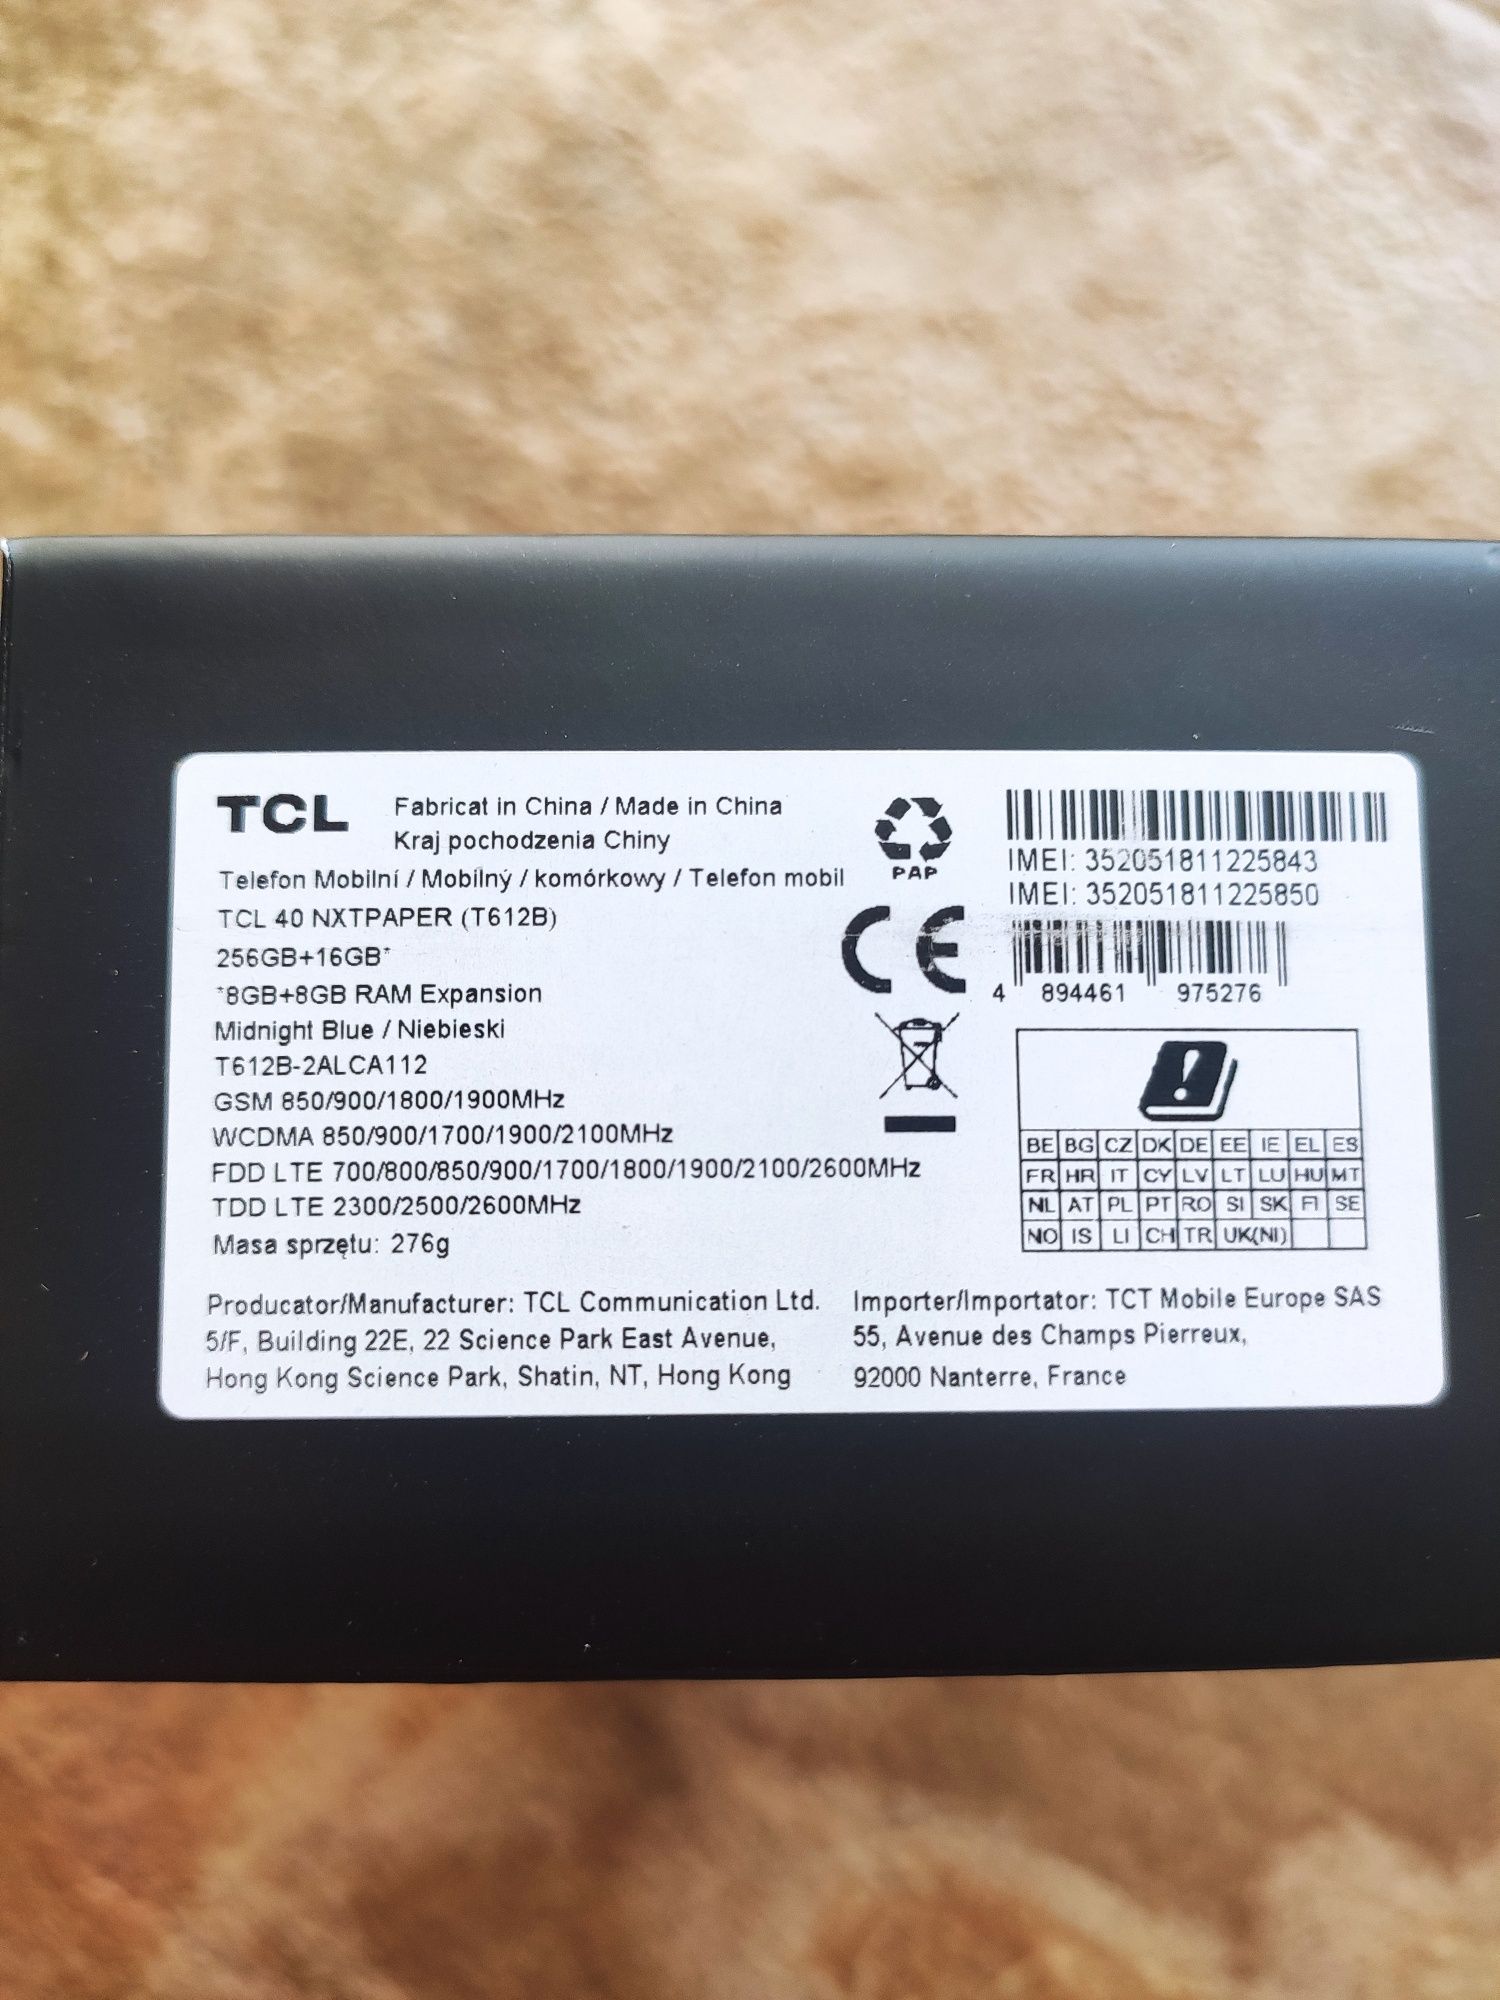 TCL
Fabricat in China / Made in China
Kraj pochodzenia Chiny
Telefon Mobilní / Mobilný / komórkowy / Telefon mobil
TCL 40 NXTPAPER (T612B)
256GB+16GB*
*8GB+8GB RAM Expansion
Midnight Blue / Niebieski
T612B-2ALCA112
GSM 850/900/1800/1900MHz
WCDMA 850/900/1700/1900/2100MHz
FDD LTE 700/800/850/900/1700/1800/1900/2100/2600MHz
TDD LTE 2300/2500/2600MHz
Masa sprzętu: 276g
PAP
CE
IMEI: 352051811225843
IMEI: 352051811225850
4 894461 975276
BE BG CZ DK DE EE IE EL ES
FR HR IT CY LV LT LU HU MT
NL AT PL PT RO SI SK FI SE
NO IS LI CH TR UK(NI)
Producator/Manufacturer: TCL Communication Ltd.
5/F, Building 22E, 22 Science Park East Avenue,
Hong Kong Science Park, Shatin, NT, Hong Kong
Importer/Importator: TCT Mobile Europe SAS
55, Avenue des Champs Pierreux,
92000 Nanterre, France